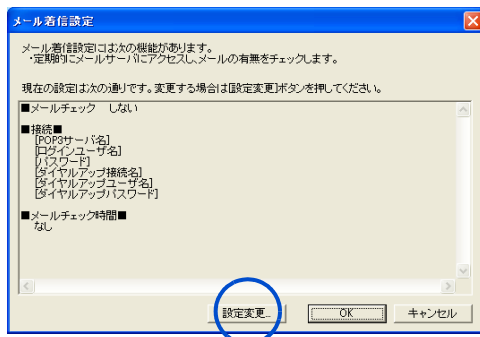 メール着信設定
メール着信設定には次の機能があります。
・定期的にメールサーバにアクセスし、メールの有無をチェックします。
現在の設定は次の通りです。変更する場合は[設定変更]ボタンを押してください。
■メールチェック しない
■接続■
[POP3サーバ名]
[ログインユーザ名]
[パスワード]
[ダイヤルアップ接続名]
[ダイヤルアップユーザ名]
[ダイヤルアップパスワード]
■メールチェック時間■
なし
設定変更... OK キャンセル